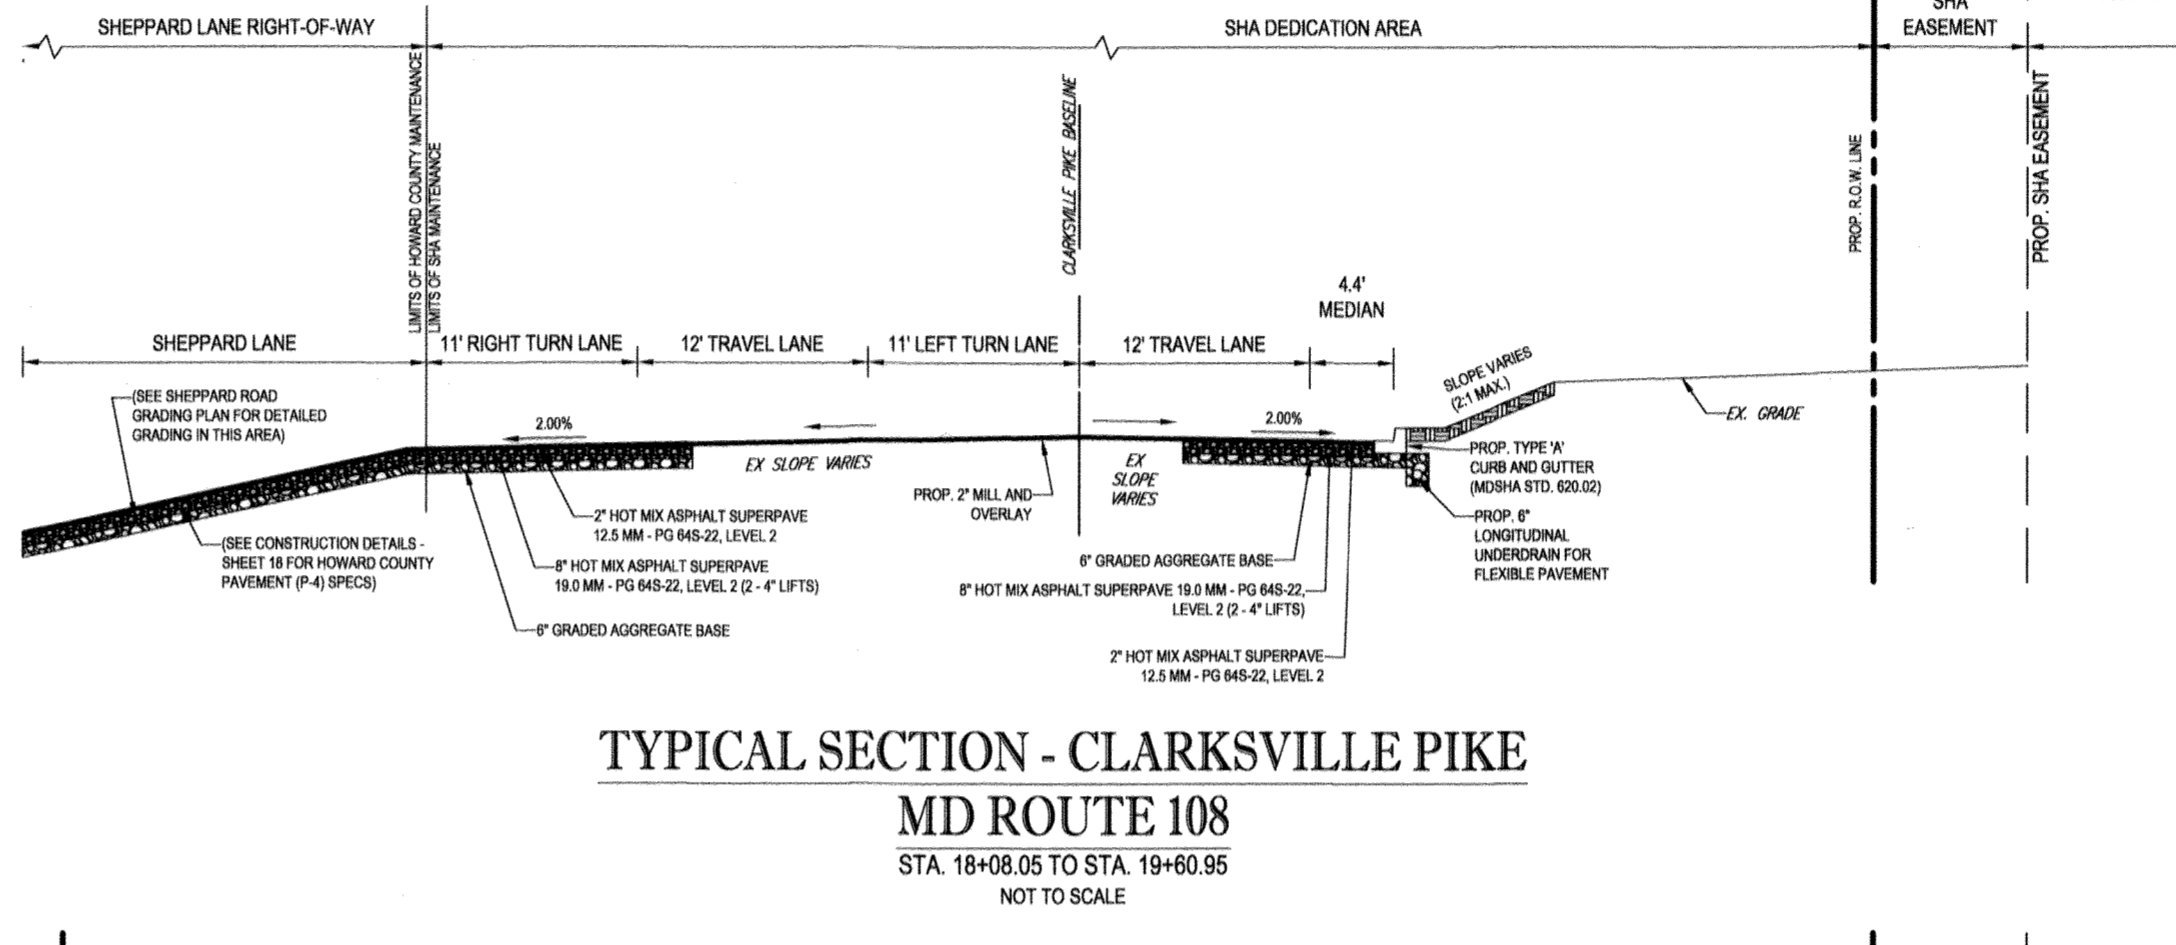 SHEPPARD LANE RIGHT-OF-WAY
SHA DEDICATION AREA
SHA
EASEMENT
LIMITS OF HOWARD COUNTY MAINTENANCE
LIMITS OF SHA MAINTENANCE
CLARKSVILLE PIKE BASELINE
PROP. R.O.W. LINE
PROP. SHA EASEMENT
4.4'
MEDIAN
SHEPPARD LANE
11' RIGHT TURN LANE
12' TRAVEL LANE
11' LEFT TURN LANE
12' TRAVEL LANE
SLOPE VARIES
(2:1 MAX.)
(SEE SHEPPARD ROAD
GRADING PLAN FOR DETAILED
GRADING IN THIS AREA)
2.00%
2.00%
EX. GRADE
EX SLOPE VARIES
EX
SLOPE
VARIES
PROP. 2" MILL AND
OVERLAY
PROP. TYPE 'A'
CURB AND GUTTER
(MDSHA STD. 620.02)
PROP. 6"
LONGITUDINAL
UNDERDRAIN FOR
FLEXIBLE PAVEMENT
2" HOT MIX ASPHALT SUPERPAVE
12.5 MM - PG 64S-22, LEVEL 2
(SEE CONSTRUCTION DETAILS -
SHEET 18 FOR HOWARD COUNTY
PAVEMENT (P-4) SPECS)
8" HOT MIX ASPHALT SUPERPAVE
19.0 MM - PG 64S-22, LEVEL 2 (2 - 4" LIFTS)
6" GRADED AGGREGATE BASE
6" GRADED AGGREGATE BASE
8" HOT MIX ASPHALT SUPERPAVE 19.0 MM - PG 64S-22,
LEVEL 2 (2 - 4" LIFTS)
2" HOT MIX ASPHALT SUPERPAVE
12.5 MM - PG 64S-22, LEVEL 2
TYPICAL SECTION - CLARKSVILLE PIKE
MD ROUTE 108
STA. 18+08.05 TO STA. 19+60.95
NOT TO SCALE